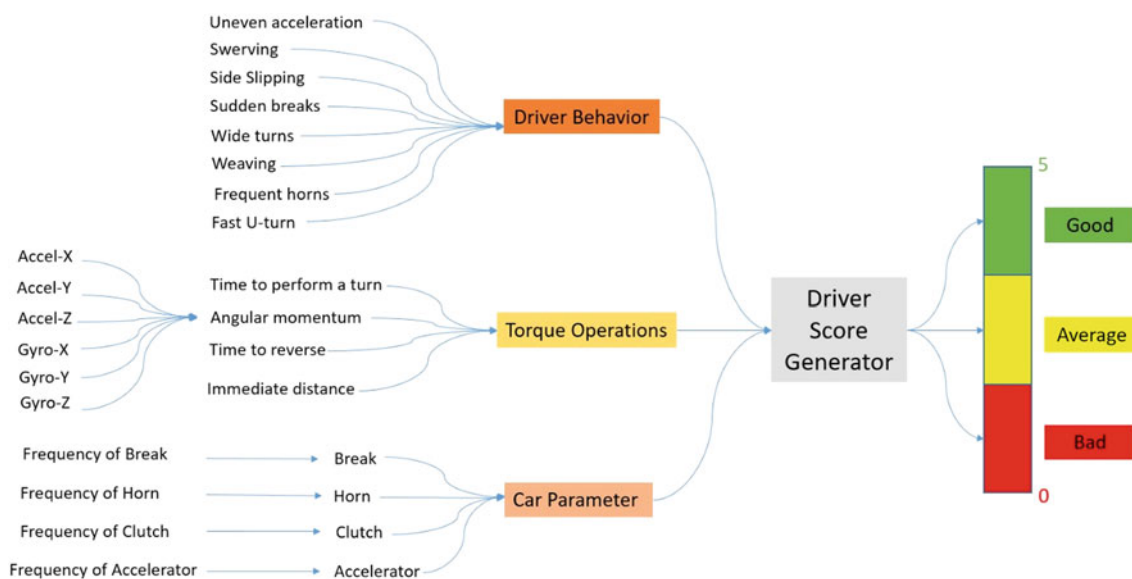 Uneven acceleration
Swerving
Side Slipping
Sudden breaks
Wide turns
Weaving
Frequent horns
Fast U-turn
Driver Behavior
Accel-X
Accel-Y
Accel-Z
Gyro-X
Gyro-Y
Gyro-Z
Time to perform a turn
Angular momentum
Time to reverse
Immediate distance
Torque Operations
Frequency of Break
Break
Frequency of Horn
Horn
Frequency of Clutch
Clutch
Frequency of Accelerator
Accelerator
Car Parameter
Driver
Score
Generator
5
Good
Average
Bad
0